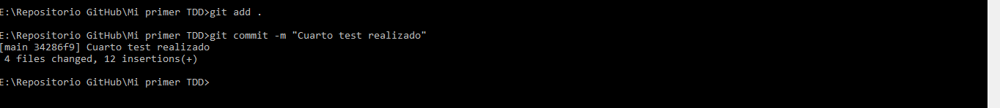 E:\Repositorio GitHub\Mi primer TDD>git add .
E:\Repositorio GitHub\Mi primer TDD>git commit -m "Cuarto test realizado"
[main 34286f9] Cuarto test realizado
4 files changed, 12 insertions(+)
E:\Repositorio GitHub\Mi primer TDD>